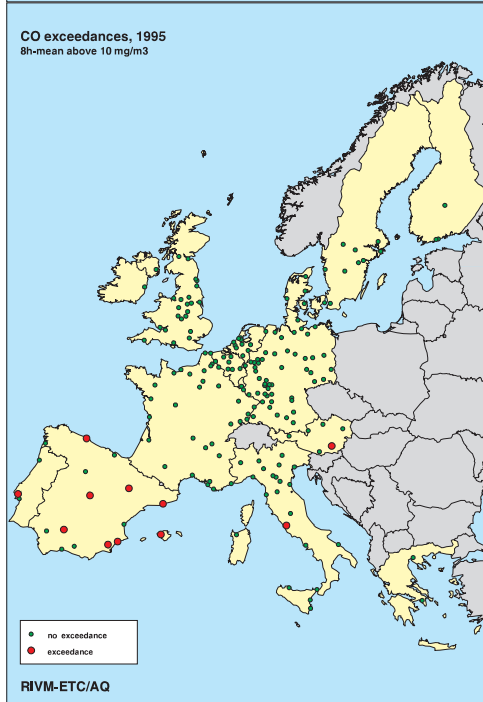 CO exceedances, 1995
8h-mean above 10 mg/m3
no exceedance
exceedance
RIVM-ETC/AQ